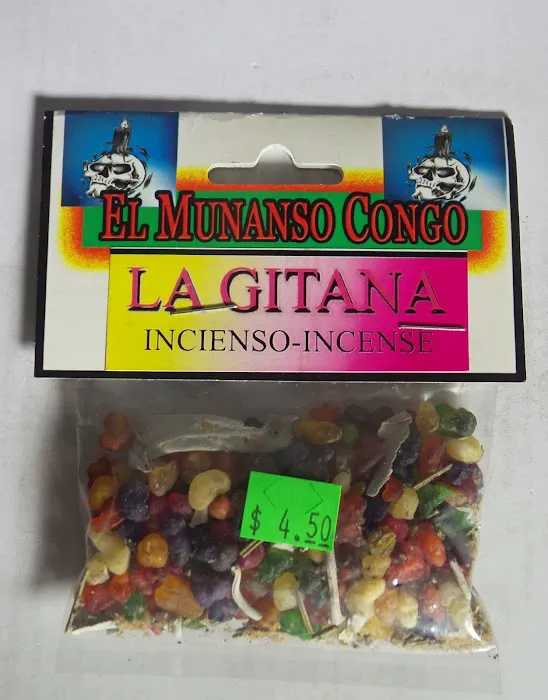 EL MUNANSO CONGO
LA GITANA
INCIENSO-INCENSE
$ 4.50